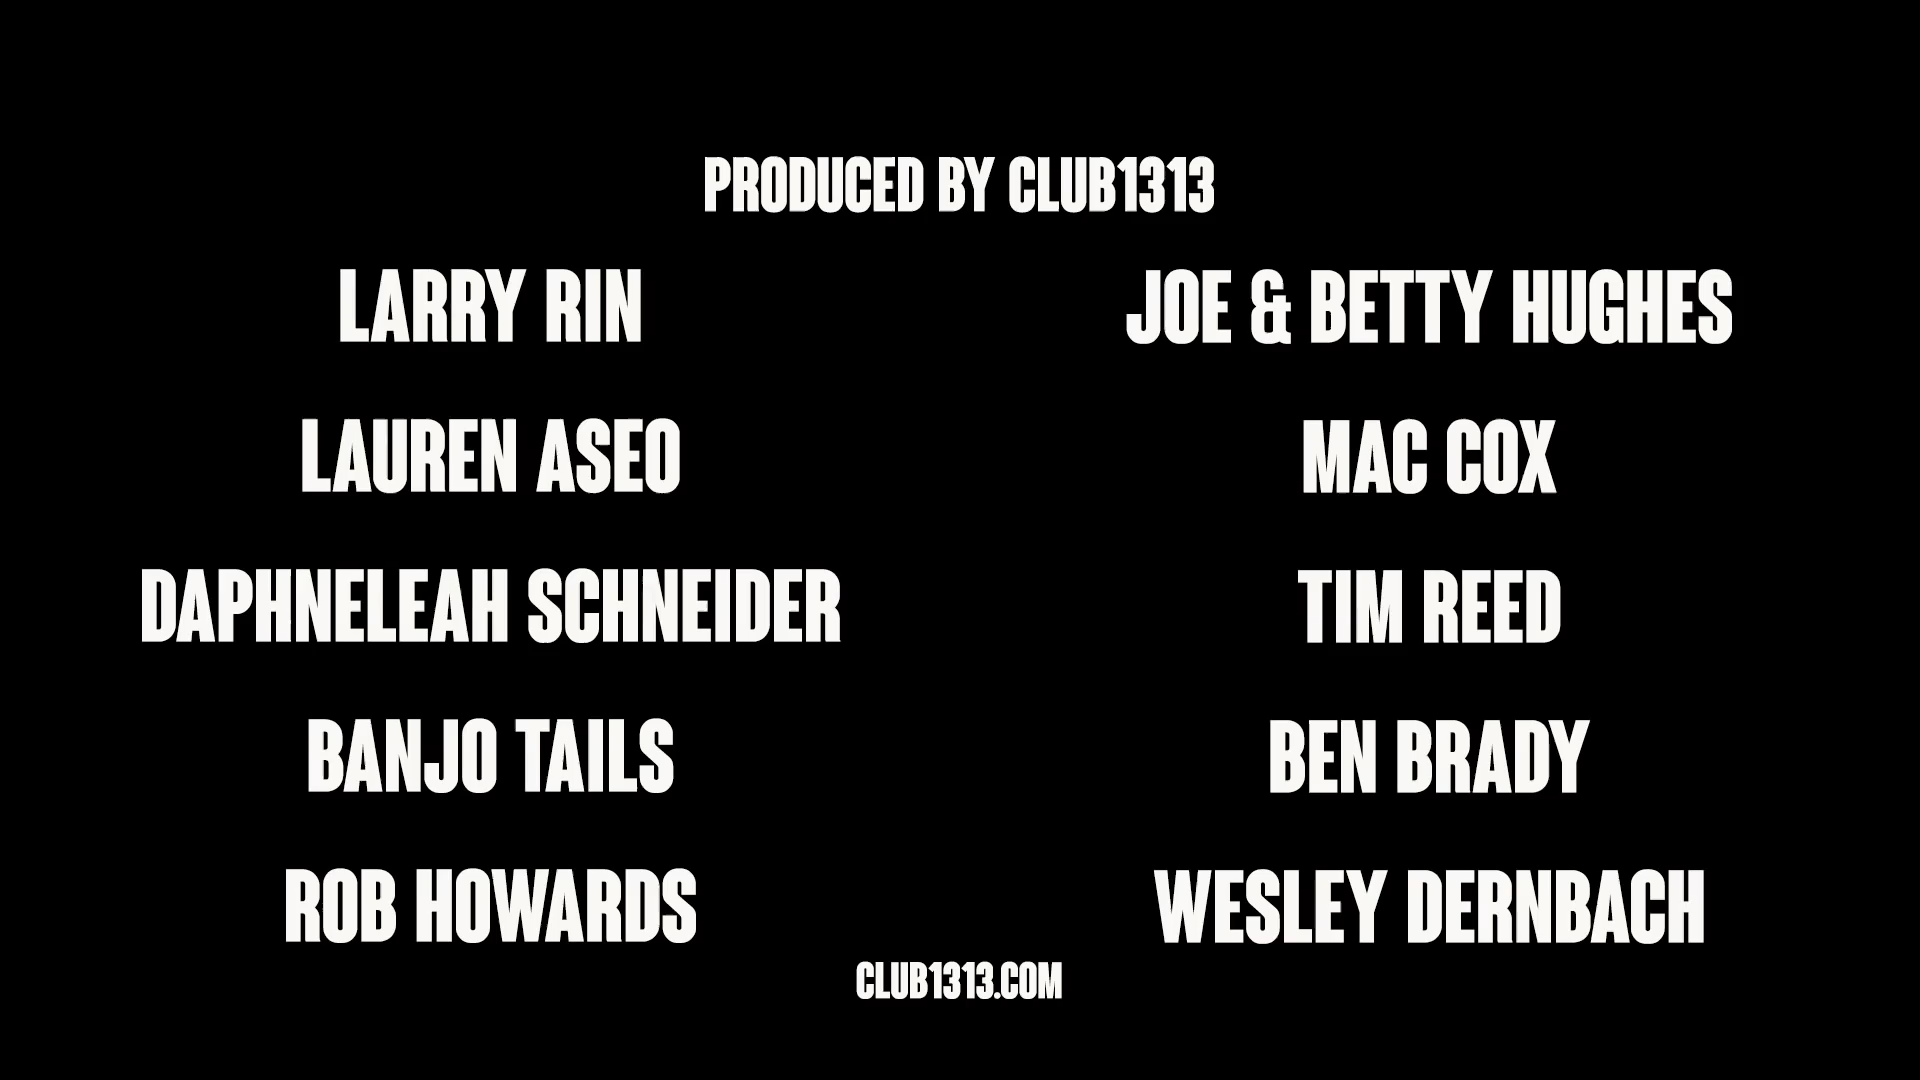 PRODUCED BY CLUB1313
LARRY RIN
JOE & BETTY HUGHES
LAUREN ASEO
MAC COX
DAPHNELEAH SCHNEIDER
TIM REED
BANJO TAILS
BEN BRADY
ROB HOWARDS
WESLEY DERNBACH
CLUB1313.COM